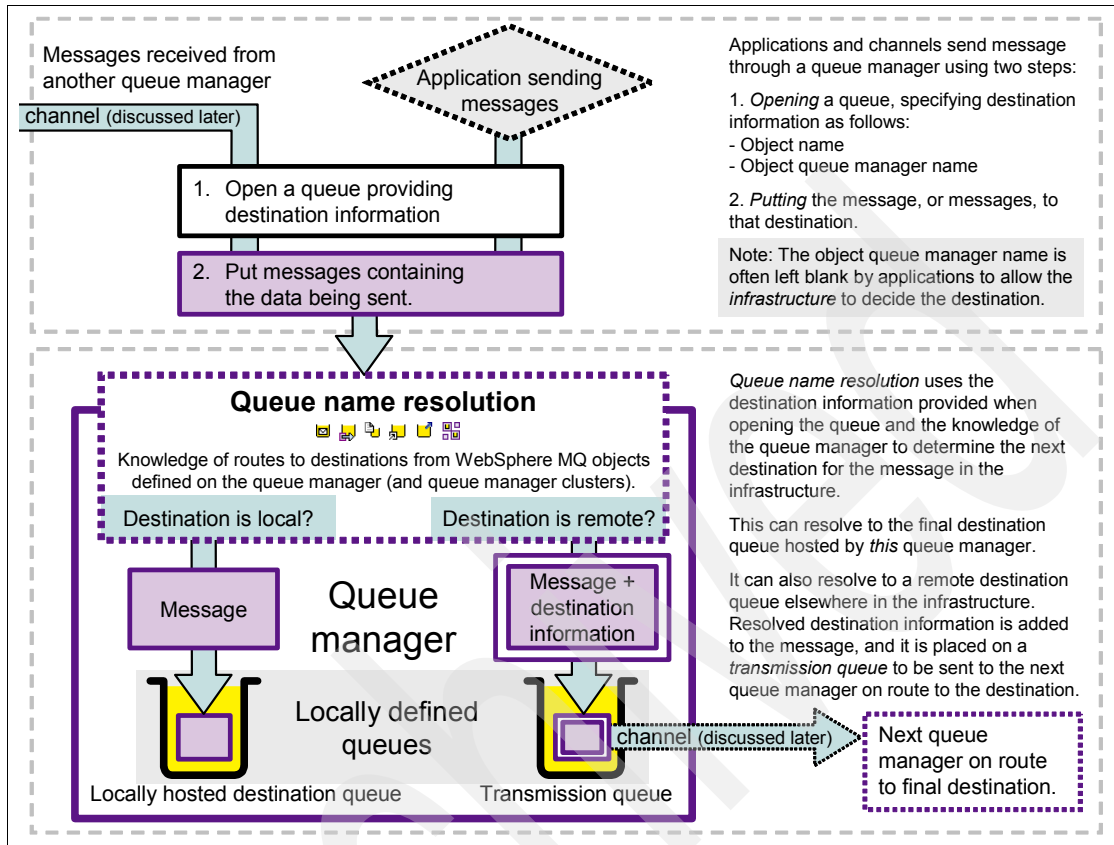 Messages received from
another queue manager
channel (discussed later)
Application sending
messages
1. Open a queue providing
destination information
2. Put messages containing
the data being sent.
Applications and channels send message
through a queue manager using two steps:
1. Opening a queue, specifying destination
information as follows:
- Object name
- Object queue manager name
2. Putting the message, or messages, to
that destination.
Note: The object queue manager name is
often left blank by applications to allow the
infrastructure to decide the destination.
Queue name resolution
Knowledge of routes to destinations from WebSphere MQ objects
defined on the queue manager (and queue manager clusters).
Destination is local?
Destination is remote?
Message
Queue
manager
Message +
destination
information
Locally defined
queues
channel (discussed later)
Locally hosted destination queue
Transmission queue
Queue name resolution uses the
destination information provided when
opening the queue and the knowledge of
the queue manager to determine the next
destination for the message in the
infrastructure.
This can resolve to the final destination
queue hosted by this queue manager.
It can also resolve to a remote destination
queue elsewhere in the infrastructure.
Resolved destination information is added
to the message, and it is placed on a
transmission queue to be sent to the next
queue manager on route to the destination.
Next queue
manager on route
to final destination.